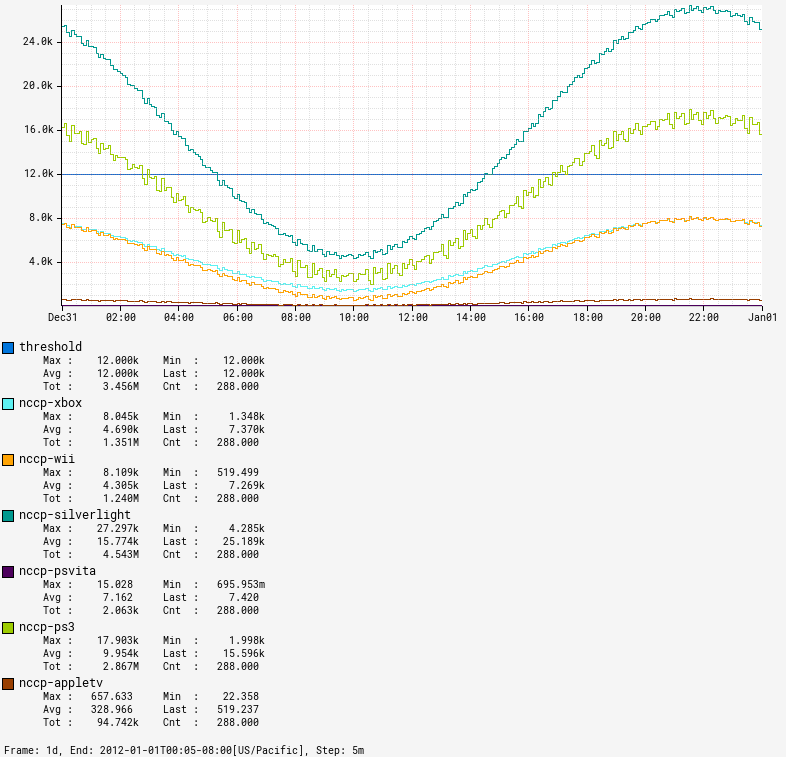 24.0k
20.0k
16.0k
12.0k
8.0k
4.0k
Dec31 02:00 04:00 06:00 08:00 10:00 12:00 14:00 16:00 18:00 20:00 22:00 Jan01
threshold
Max : 12.000k Min : 12.000k
Avg : 12.000k Last : 12.000k
Tot : 3.456M Cnt : 288.000
nccp-xbox
Max : 8.045k Min : 1.348k
Avg : 4.690k Last : 7.370k
Tot : 1.351M Cnt : 288.000
nccp-wii
Max : 8.109k Min : 519.499
Avg : 4.305k Last : 7.269k
Tot : 1.240M Cnt : 288.000
nccp-silverlight
Max : 27.297k Min : 4.285k
Avg : 15.774k Last : 25.189k
Tot : 4.543M Cnt : 288.000
nccp-psvita
Max : 15.028 Min : 695.953m
Avg : 7.162 Last : 7.420
Tot : 2.063k Cnt : 288.000
nccp-ps3
Max : 17.903k Min : 1.998k
Avg : 9.954k Last : 15.596k
Tot : 2.867M Cnt : 288.000
nccp-appletv
Max : 657.633 Min : 22.358
Avg : 328.966 Last : 519.237
Tot : 94.742k Cnt : 288.000
Frame: 1d, End: 2012-01-01T00:05-08:00[US/Pacific], Step: 5m